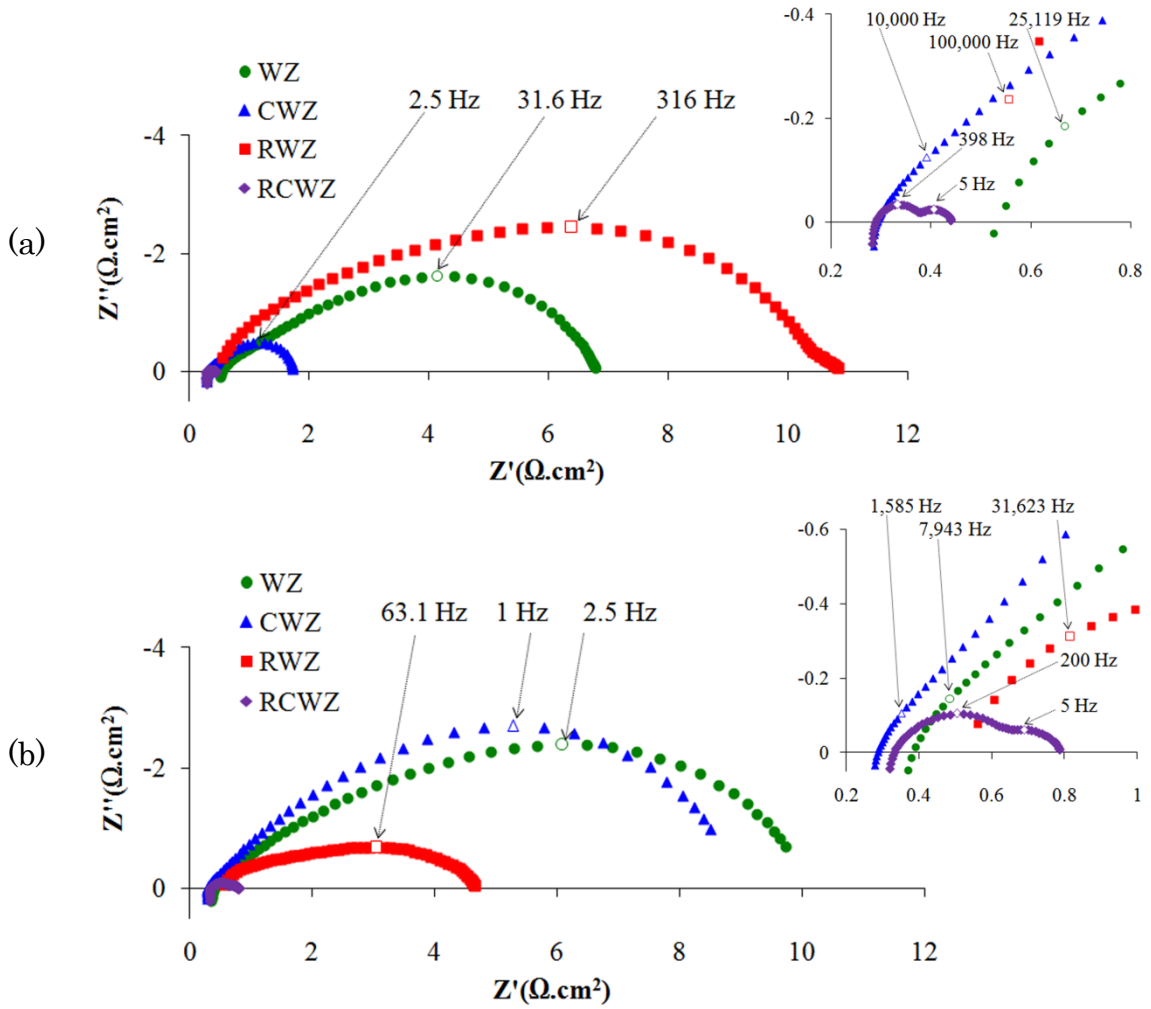 (a)
WZ
CWZ
RWZ
RCWZ
2.5 Hz
31.6 Hz
316 Hz
-4
-2
0
Z''(Ω.cm²)
0
2
4
6
8
10
12
Z'(Ω.cm²)
10,000 Hz
25,119 Hz
100,000 Hz
398 Hz
5 Hz
-0.4
-0.2
0
0.2
0.4
0.6
0.8
(b)
WZ
CWZ
RWZ
RCWZ
63.1 Hz
1 Hz
2.5 Hz
-4
-2
0
Z''(Ω.cm²)
0
2
4
6
8
10
12
Z'(Ω.cm²)
1,585 Hz
31,623 Hz
7,943 Hz
200 Hz
5 Hz
-0.6
-0.4
-0.2
0
0.2
0.4
0.6
0.8
1